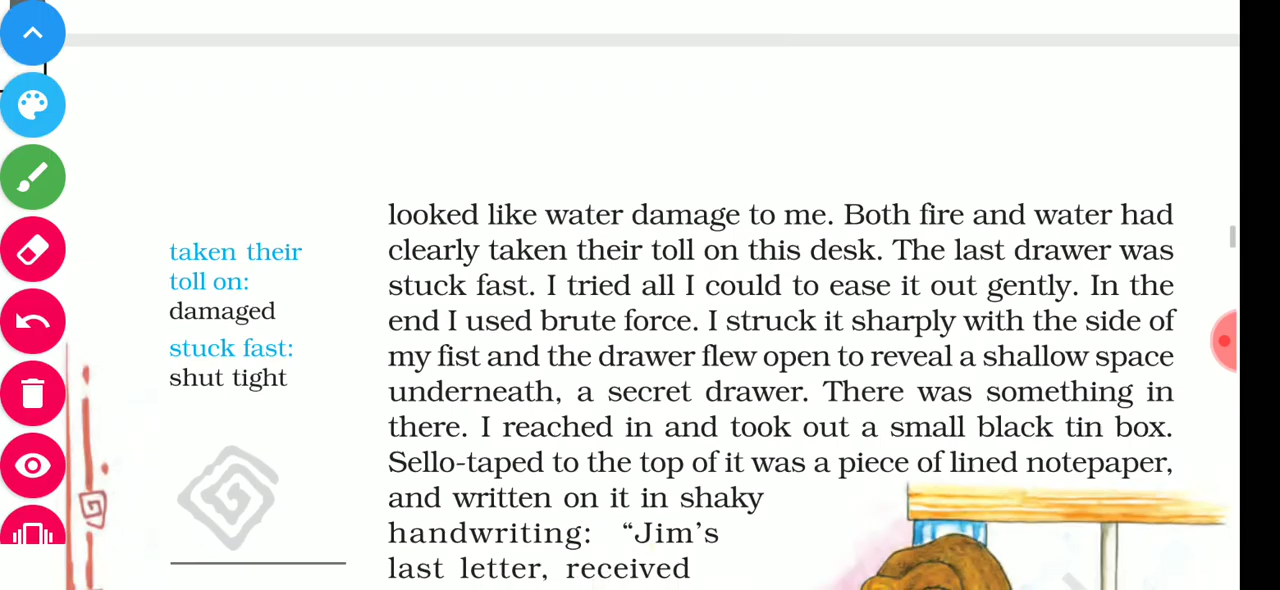 taken their
toll on:
damaged
stuck fast:
shut tight
looked like water damage to me. Both fire and water had
clearly taken their toll on this desk. The last drawer was
stuck fast. I tried all I could to ease it out gently. In the
end I used brute force. I struck it sharply with the side of
my fist and the drawer flew open to reveal a shallow space
underneath, a secret drawer. There was something in
there. I reached in and took out a small black tin box.
Sello-taped to the top of it was a piece of lined notepaper,
and written on it in shaky
handwriting: “Jim’s
last letter, received